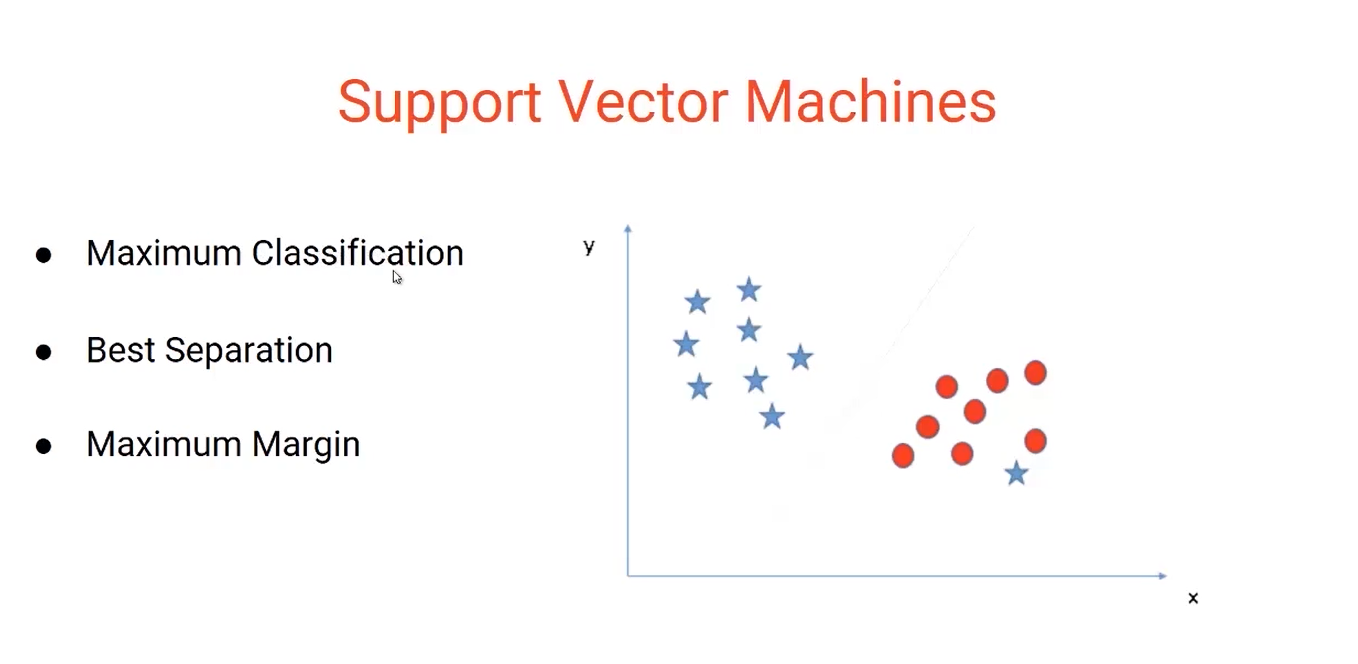 Support Vector Machines
● Maximum Classification
● Best Separation
● Maximum Margin
y
x